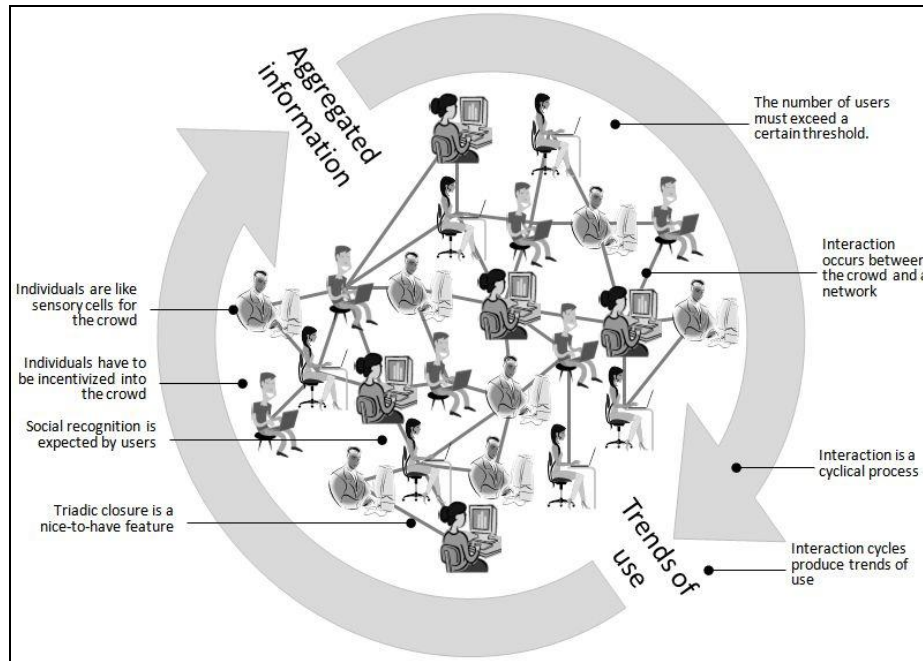 Aggregated
information
The number of users
must exceed a
certain threshold.
Interaction
occurs between
the crowd and a
network
Individuals are like
sensory cells for
the crowd
Individuals have to
be incentivized into
the crowd
Social recognition is
expected by users
Interaction is a
cyclical process
Triadic closure is a
nice-to-have feature
Trends of
use
Interaction cycles
produce trends of
use